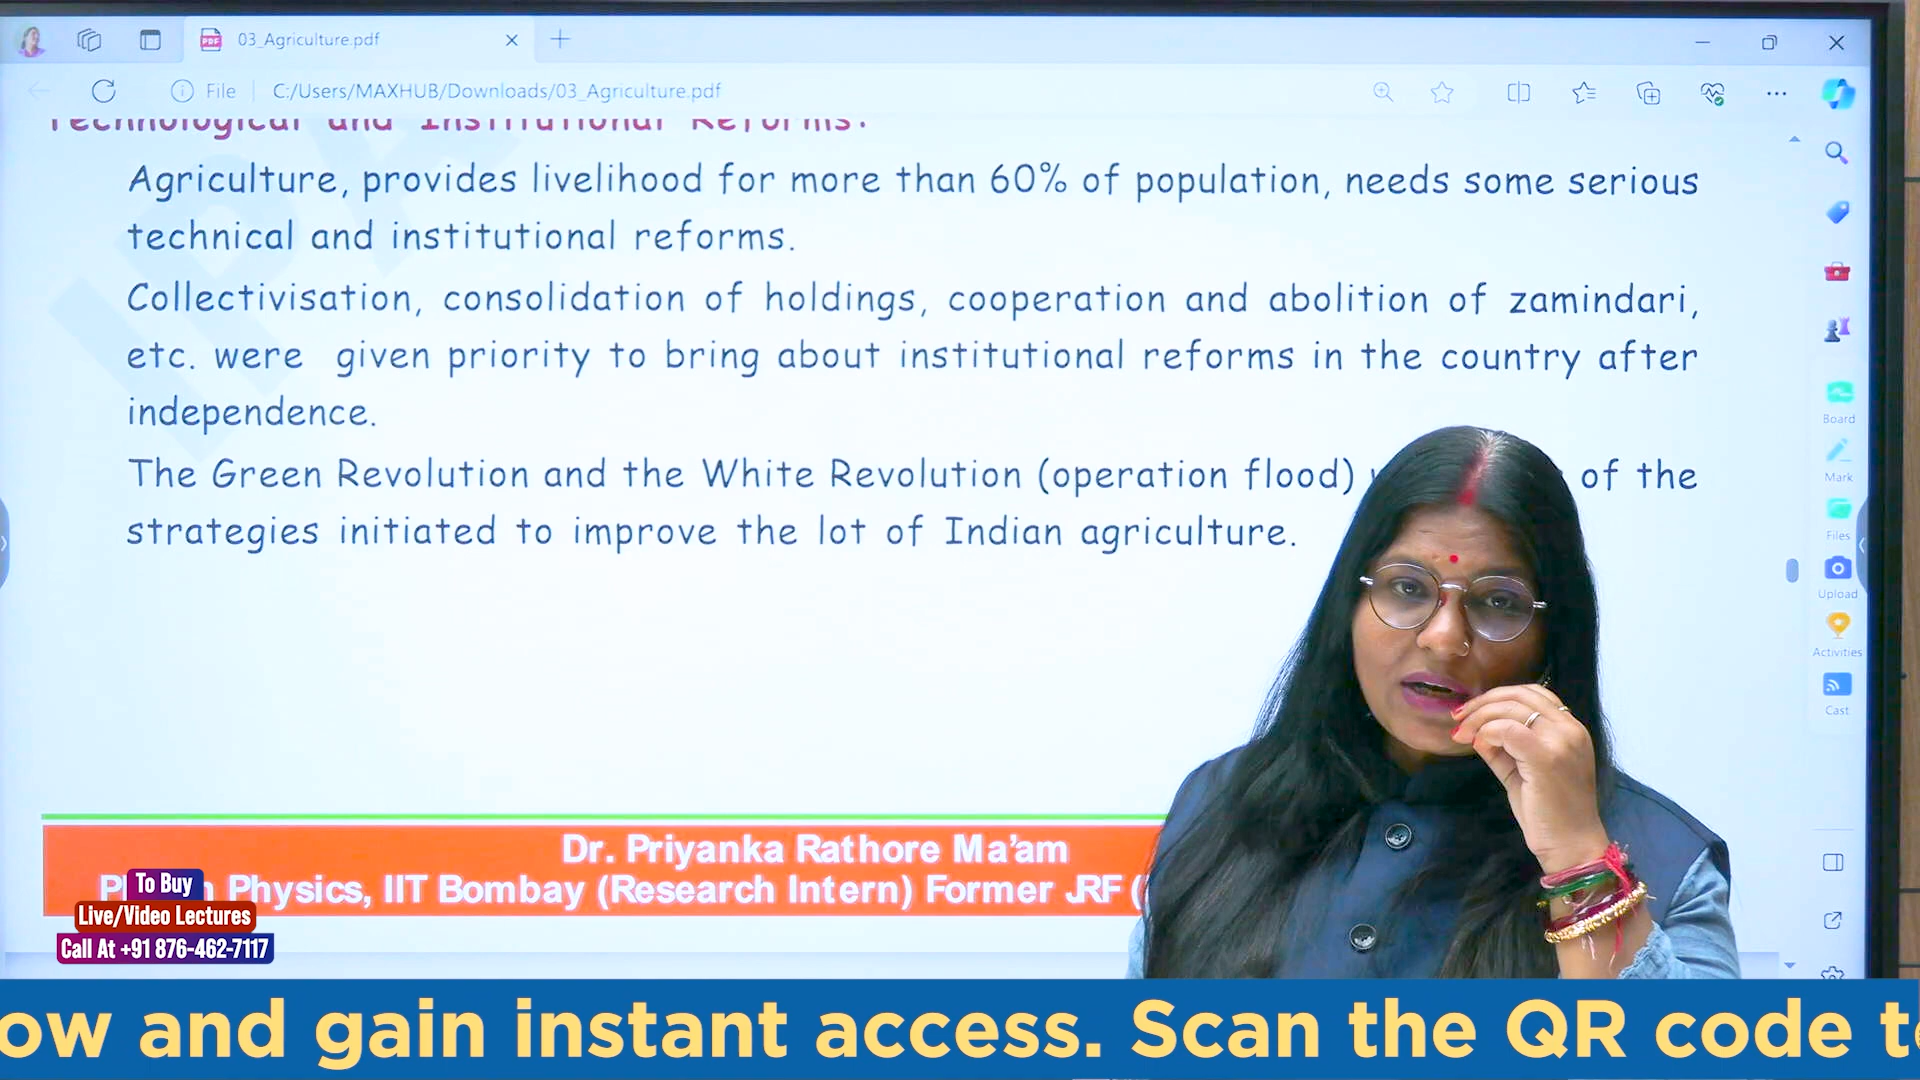 03_Agriculture.pdf
File
C:/Users/MAXHUB/Downloads/03_Agriculture.pdf
Technological and Institutional Reforms:
Agriculture, provides livelihood for more than 60% of population, needs some serious
technical and institutional reforms.
Collectivisation, consolidation of holdings, cooperation and abolition of zamindari,
etc. were given priority to bring about institutional reforms in the country after
independence.
The Green Revolution and the White Revolution (operation flood) of the
strategies initiated to improve the lot of Indian agriculture.
Board
Mark
Files
Upload
Activities
Cast
Dr. Priyanka Rathore Ma'am
Physics, IIT Bombay (Research Intern) Former JRF (
To Buy
Live/Video Lectures
Call At +91 876-462-7117
ow and gain instant access. Scan the QR code to